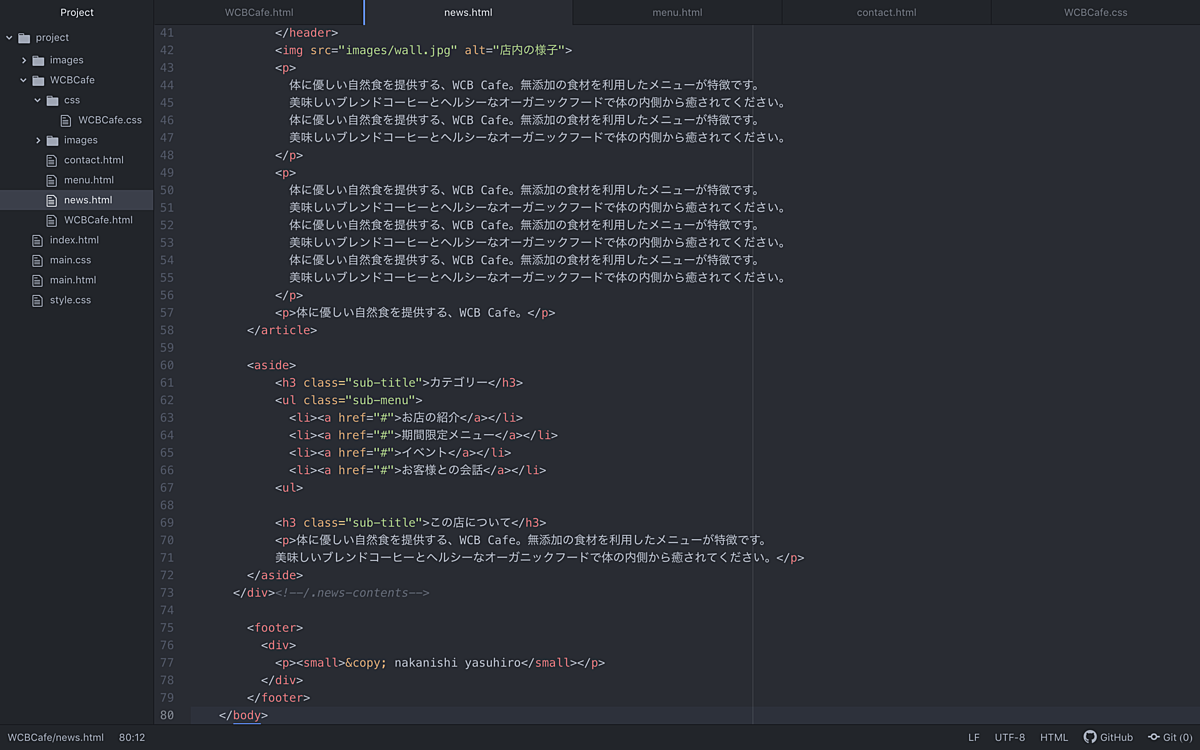 Project
WCBCafe.html
news.html
menu.html
contact.html
WCBCafe.css
project
images
WCBCafe
css
WCBCafe.css
images
contact.html
menu.html
news.html
WCBCafe.html
index.html
main.css
main.html
style.css
41 </header>
42 <img src="images/wall.jpg" alt="店内の様子">
43 <p>
44 体に優しい自然食を提供する、WCB Cafe。無添加の食材を利用したメニューが特徴です。
45 美味しいブレンドコーヒーとヘルシーなオーガニックフードで体の内側から癒されてください。
46 体に優しい自然食を提供する、WCB Cafe。無添加の食材を利用したメニューが特徴です。
47 美味しいブレンドコーヒーとヘルシーなオーガニックフードで体の内側から癒されてください。
48 </p>
49 <p>
50 体に優しい自然食を提供する、WCB Cafe。無添加の食材を利用したメニューが特徴です。
51 美味しいブレンドコーヒーとヘルシーなオーガニックフードで体の内側から癒されてください。
52 体に優しい自然食を提供する、WCB Cafe。無添加の食材を利用したメニューが特徴です。
53 美味しいブレンドコーヒーとヘルシーなオーガニックフードで体の内側から癒されてください。
54 体に優しい自然食を提供する、WCB Cafe。無添加の食材を利用したメニューが特徴です。
55 美味しいブレンドコーヒーとヘルシーなオーガニックフードで体の内側から癒されてください。
56 </p>
57 <p>体に優しい自然食を提供する、WCB Cafe。</p>
58 </article>
59
60 <aside>
61 <h3 class="sub-title">カテゴリー</h3>
62 <ul class="sub-menu">
63 <li><a href="#">お店の紹介</a></li>
64 <li><a href="#">期間限定メニュー</a></li>
65 <li><a href="#">イベント</a></li>
66 <li><a href="#">お客様との会話</a></li>
67 <ul>
68
69 <h3 class="sub-title">この店について</h3>
70 <p>体に優しい自然食を提供する、WCB Cafe。無添加の食材を利用したメニューが特徴です。
71 美味しいブレンドコーヒーとヘルシーなオーガニックフードで体の内側から癒されてください。</p>
72 </aside>
73 </div><!--/.news-contents-->
74
75 <footer>
76 <div>
77 <p><small>&copy; nakanishi yasuhiro</small></p>
78 </div>
79 </footer>
80 </body>
WCBCafe/news.html 80:12
LF UTF-8 HTML GitHub Git (0)